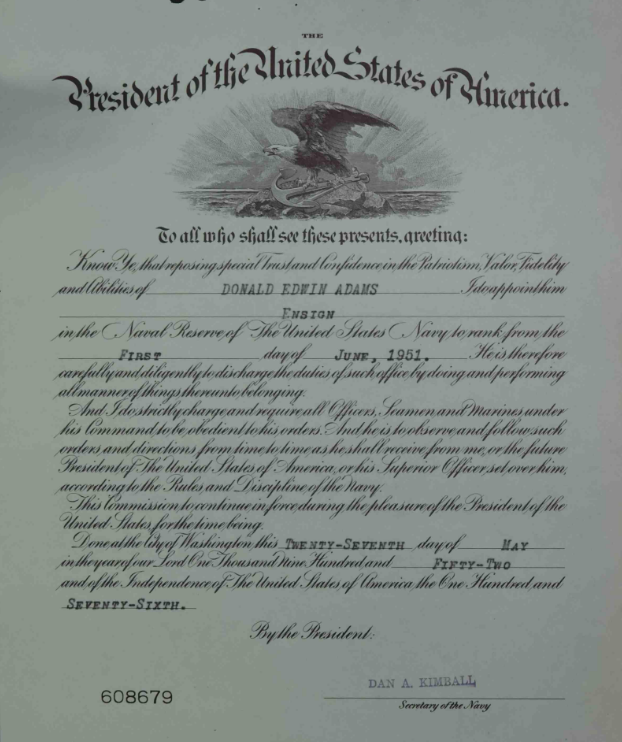 THE
President of the United States of America.
To all who shall see these presents, greeting:
Know Ye, that reposing special Trust and Confidence in the Patriotism, Valor, Fidelity
and Abilities of DONALD EDWIN ADAMS I do appoint him
ENSIGN
in the Naval Reserve of The United States Navy to rank from the
FIRST day of JUNE, 1951. He is therefore
carefully and diligently to discharge the duties of such office by doing and performing
all manner of things thereunto belonging.
And I do strictly charge and require all Officers, Seamen and Marines under
his Command to be obedient to his orders. And he is to observe and follow such
orders and directions from time to time as he shall receive from me, or the future
President of The United States of America, or his Superior Officer set over him,
according to the Rules and Discipline of the Navy.
This Commission to continue in force during the pleasure of the President of the
United States, for the time being.
Done at the City of Washington, this TWENTY-SEVENTH day of MAY
in the year of our Lord One Thousand Nine Hundred and FIFTY-TWO
and of the Independence of The United States of America, the One Hundred and
SEVENTY-SIXTH.
By the President:
DAN A. KIMBALL
608679
Secretary of the Navy